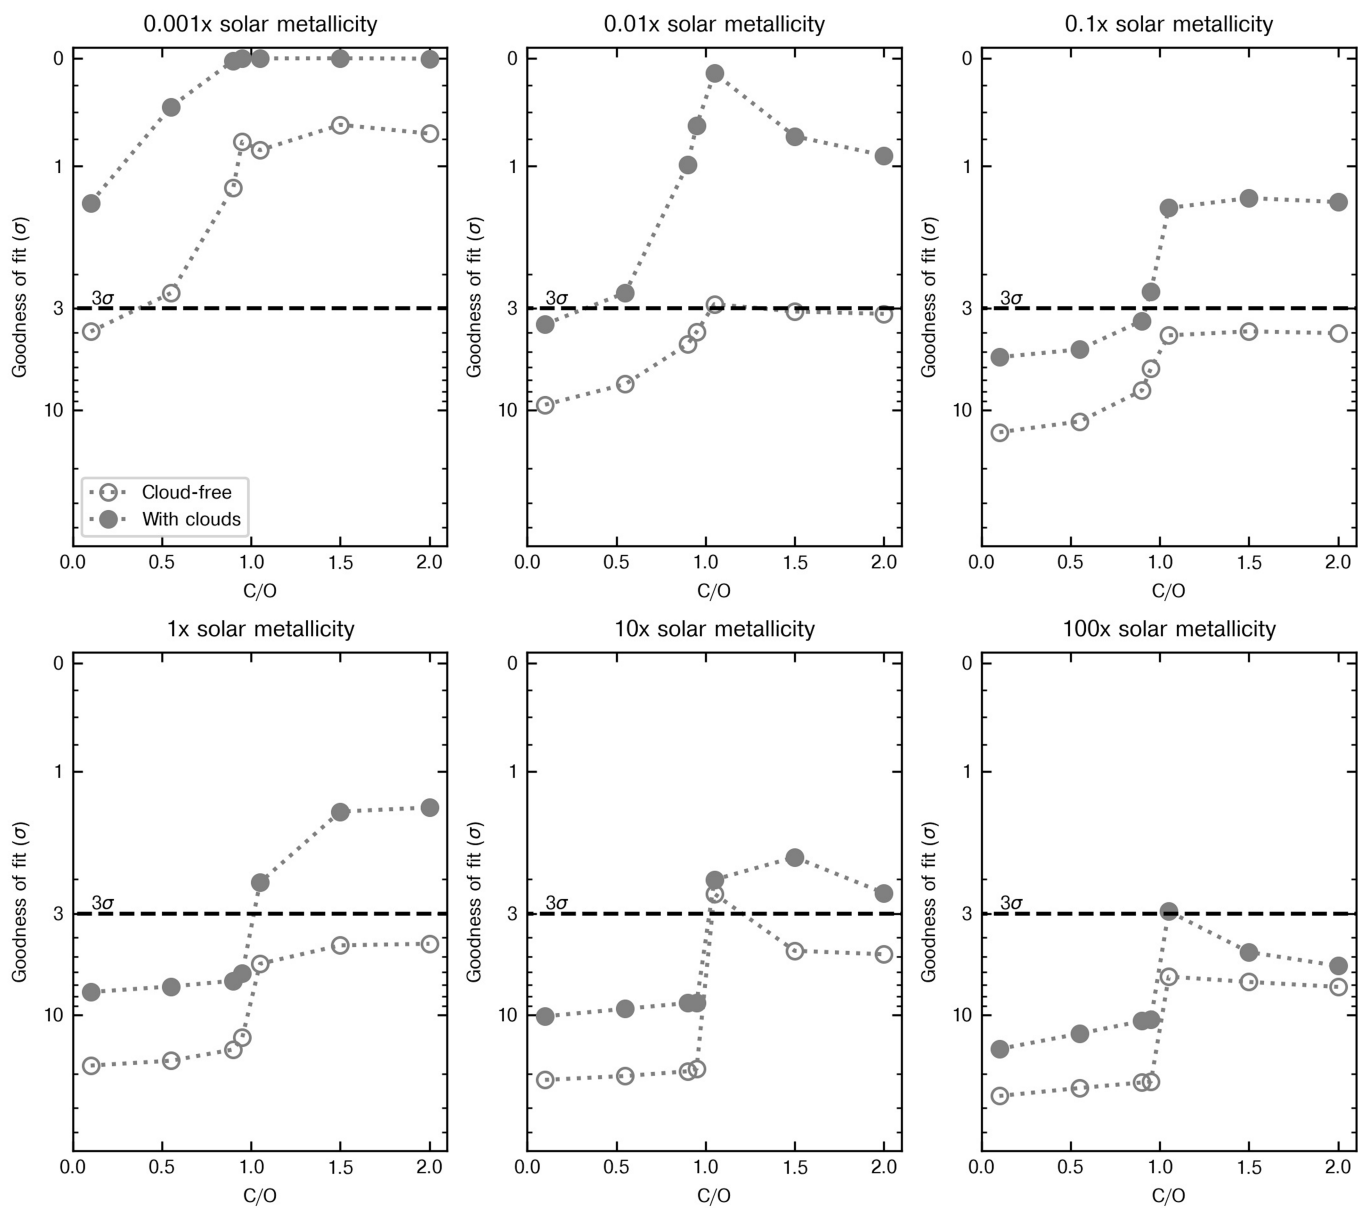 0.001x solar metallicity
0
1
3
10
Goodness of fit (σ)
3σ
Cloud-free
With clouds
0.0 0.5 1.0 1.5 2.0
C/O
0.01x solar metallicity
0
1
3
10
Goodness of fit (σ)
3σ
0.0 0.5 1.0 1.5 2.0
C/O
0.1x solar metallicity
0
1
3
10
Goodness of fit (σ)
3σ
0.0 0.5 1.0 1.5 2.0
C/O
1x solar metallicity
0
1
3
10
Goodness of fit (σ)
3σ
0.0 0.5 1.0 1.5 2.0
C/O
10x solar metallicity
0
1
3
10
Goodness of fit (σ)
3σ
0.0 0.5 1.0 1.5 2.0
C/O
100x solar metallicity
0
1
3
10
Goodness of fit (σ)
3σ
0.0 0.5 1.0 1.5 2.0
C/O